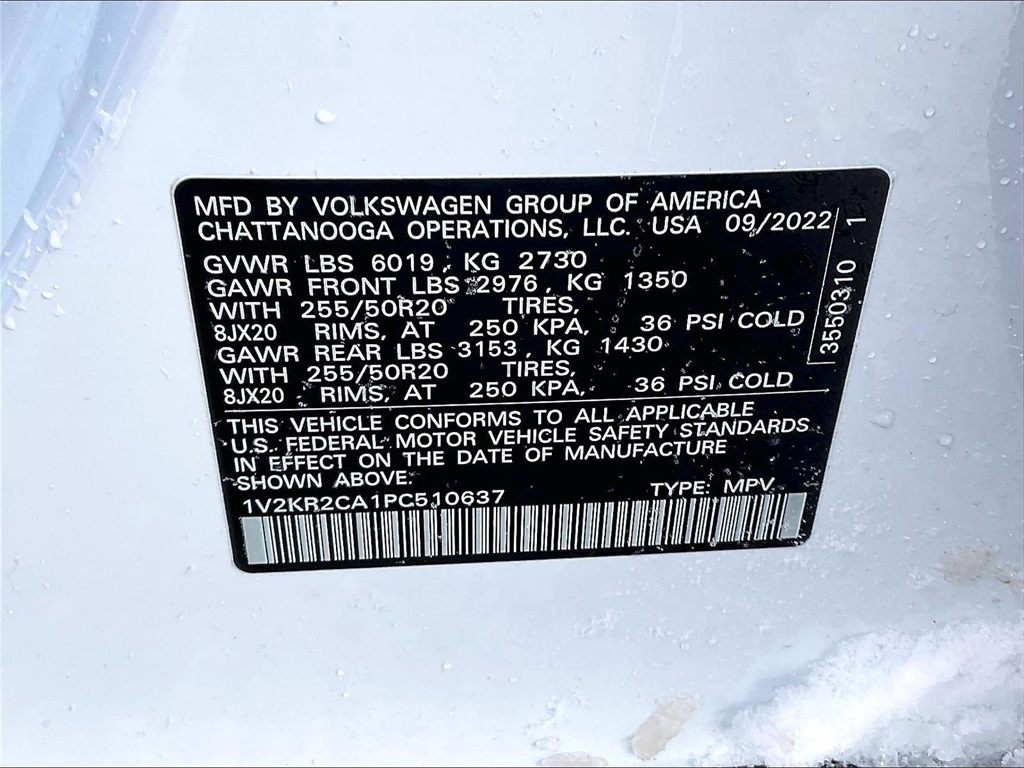 MFD BY VOLKSWAGEN GROUP OF AMERICA
CHATTANOOGA OPERATIONS, LLC. USA 09/2022
GVWR LBS 6019, KG 2730
GAWR FRONT LBS 2976, KG 1350
WITH 255/50R20 TIRES,
8JX20 RIMS, AT 250 KPA, 36 PSI COLD
GAWR REAR LBS 3153, KG 1430
WITH 255/50R20 TIRES,
8JX20 RIMS, AT 250 KPA, 36 PSI COLD
THIS VEHICLE CONFORMS TO ALL APPLICABLE
U.S. FEDERAL MOTOR VEHICLE SAFETY STANDARDS
IN EFFECT ON THE DATE OF MANUFACTURE
SHOWN ABOVE.
1V2KR2CA1PC510637 TYPE: MPV
3550310 1